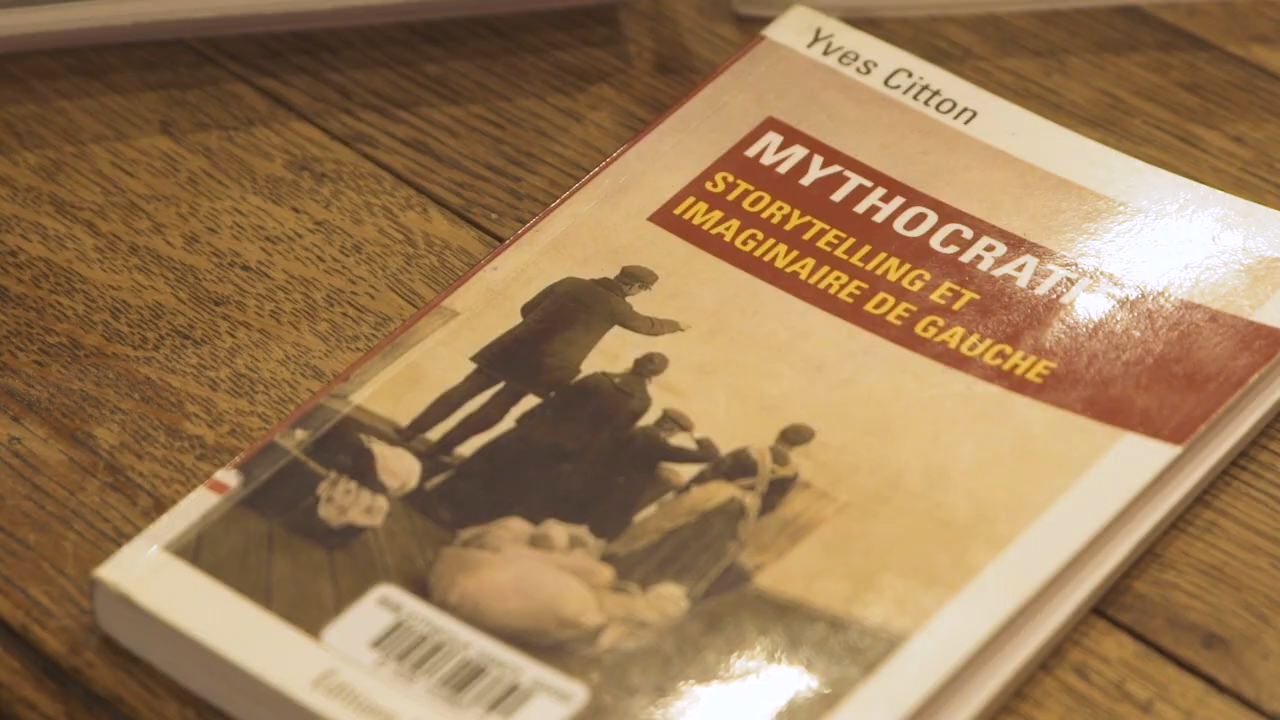 Yves Citton
MYTHOCRATI
STORYTELLING ET
IMAGINAIRE DE GAUCHE